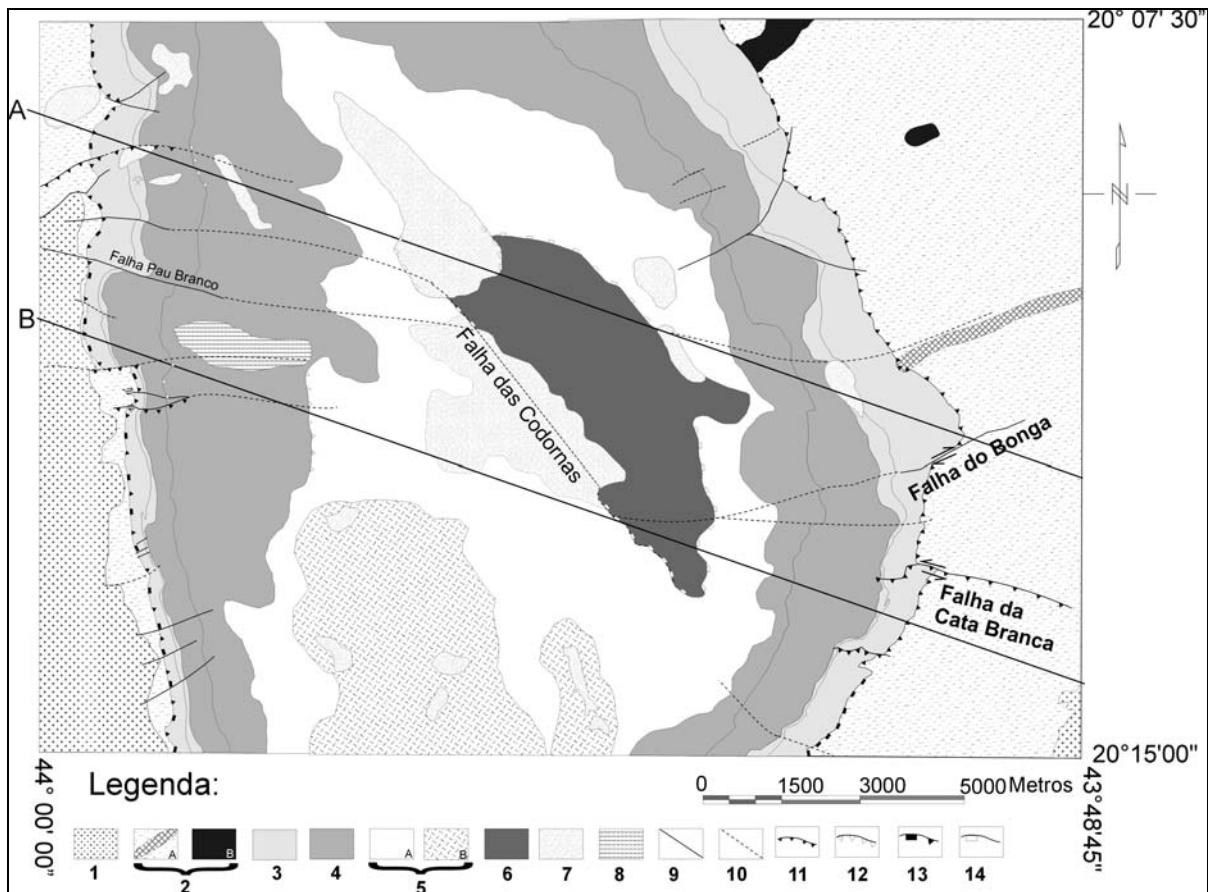 20° 07' 30"
A
N
Falha Pau Branco
B
Falha das Codornas
Falha do Bonga
Falha da
Cata Branca
20°15'00"
44° 00' 00"
43°48'45"
Legenda:
0 1500 3000 5000 Metros
A B A B
1 2 3 4 5 6 7 8 9 10 11 12 13 14